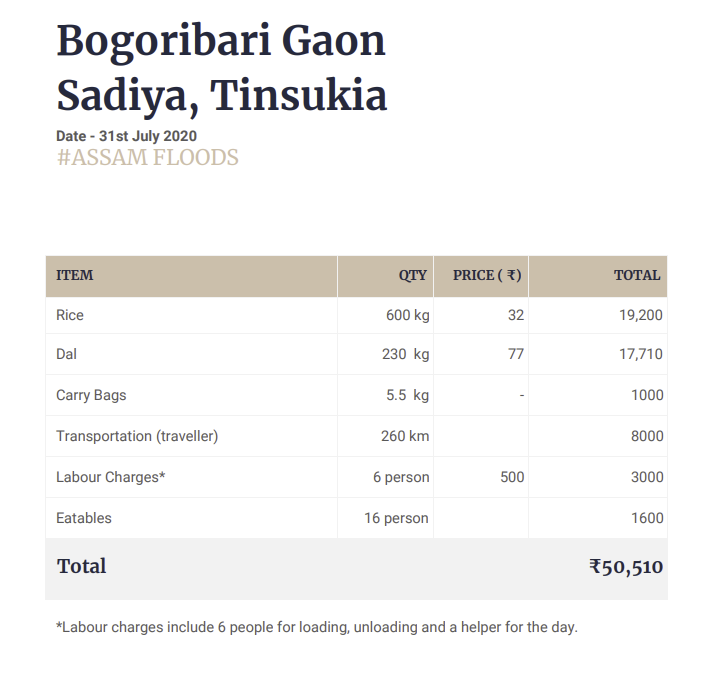 Bogoribari Gaon
Sadiya, Tinsukia
Date - 31st July 2020
#ASSAM FLOODS
ITEM QTY PRICE ( ₹) TOTAL
Rice 600 kg 32 19,200
Dal 230 kg 77 17,710
Carry Bags 5.5 kg - 1000
Transportation (traveller) 260 km 8000
Labour Charges* 6 person 500 3000
Eatables 16 person 1600
Total ₹50,510
*Labour charges include 6 people for loading, unloading and a helper for the day.